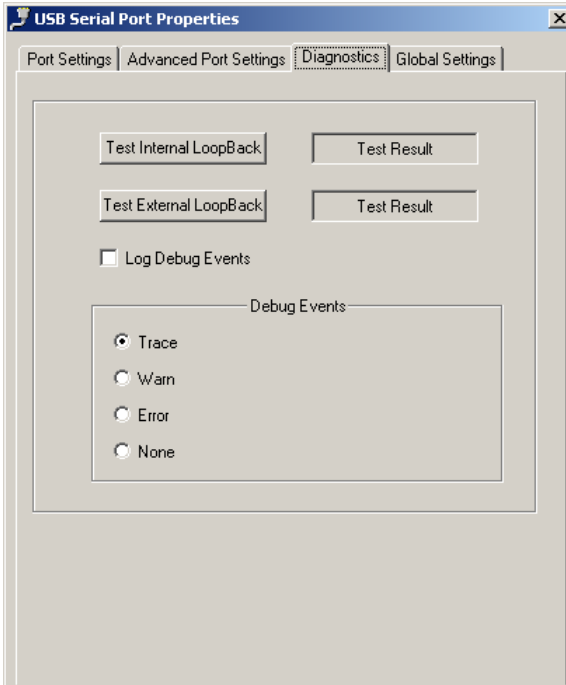 USB Serial Port Properties
Port Settings Advanced Port Settings Diagnostics Global Settings
Test Internal LoopBack Test Result
Test External LoopBack Test Result
Log Debug Events
Debug Events
Trace
Warn
Error
None